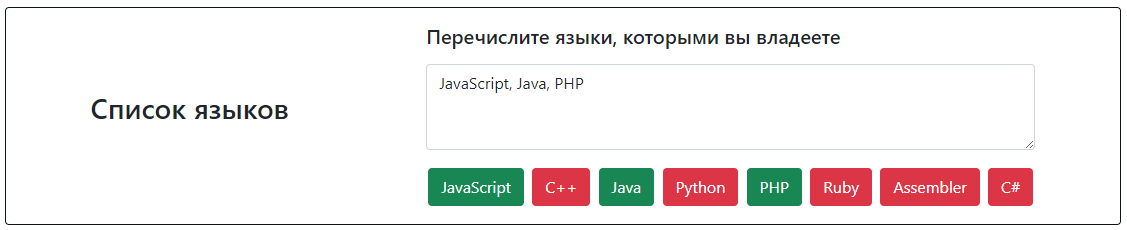 Перечислите языки, которыми вы владеете
JavaScript, Java, PHP
Список языков
JavaScript C++ Java Python PHP Ruby Assembler C#